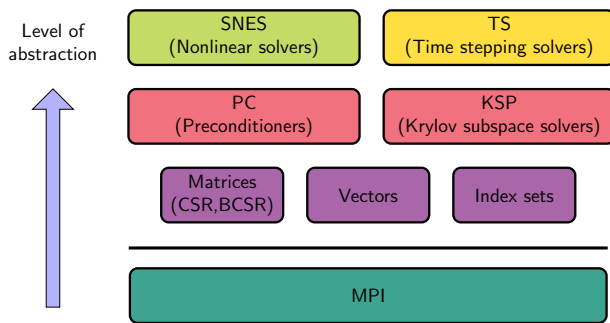 Level of
abstraction
SNES
(Nonlinear solvers)
TS
(Time stepping solvers)
PC
(Preconditioners)
KSP
(Krylov subspace solvers)
Matrices
(CSR,BCSR)
Vectors
Index sets
MPI